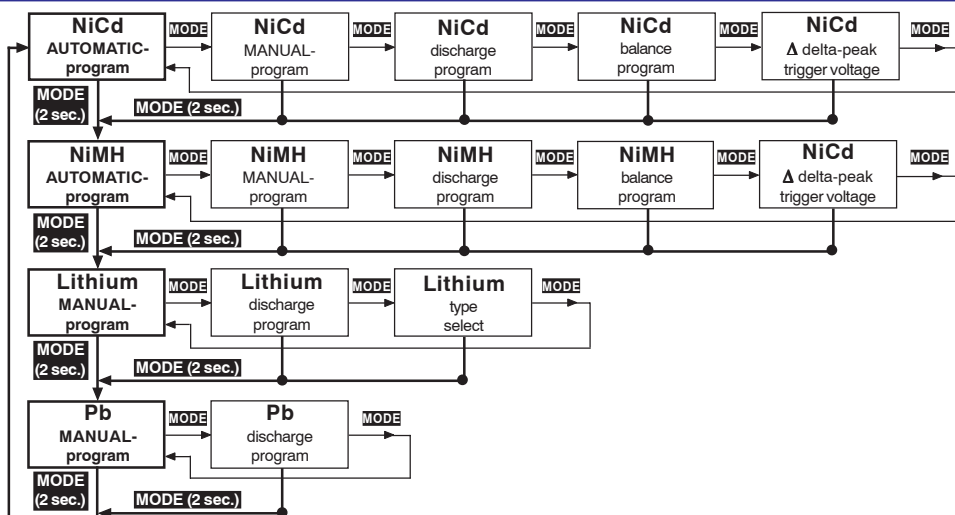 NiCd
AUTOMATIC-
program
MODE
NiCd
MANUAL-
program
MODE
NiCd
discharge
program
MODE
NiCd
balance
program
MODE
NiCd
Δ delta-peak
trigger voltage
MODE
MODE
(2 sec.)
MODE (2 sec.)
NiMH
AUTOMATIC-
program
MODE
NiMH
MANUAL-
program
MODE
NiMH
discharge
program
MODE
NiMH
balance
program
MODE
NiCd
Δ delta-peak
trigger voltage
MODE
MODE
(2 sec.)
MODE (2 sec.)
Lithium
MANUAL-
program
MODE
Lithium
discharge
program
MODE
Lithium
type
select
MODE
MODE
(2 sec.)
MODE (2 sec.)
Pb
MANUAL-
program
MODE
Pb
discharge
program
MODE
MODE
(2 sec.)
MODE (2 sec.)